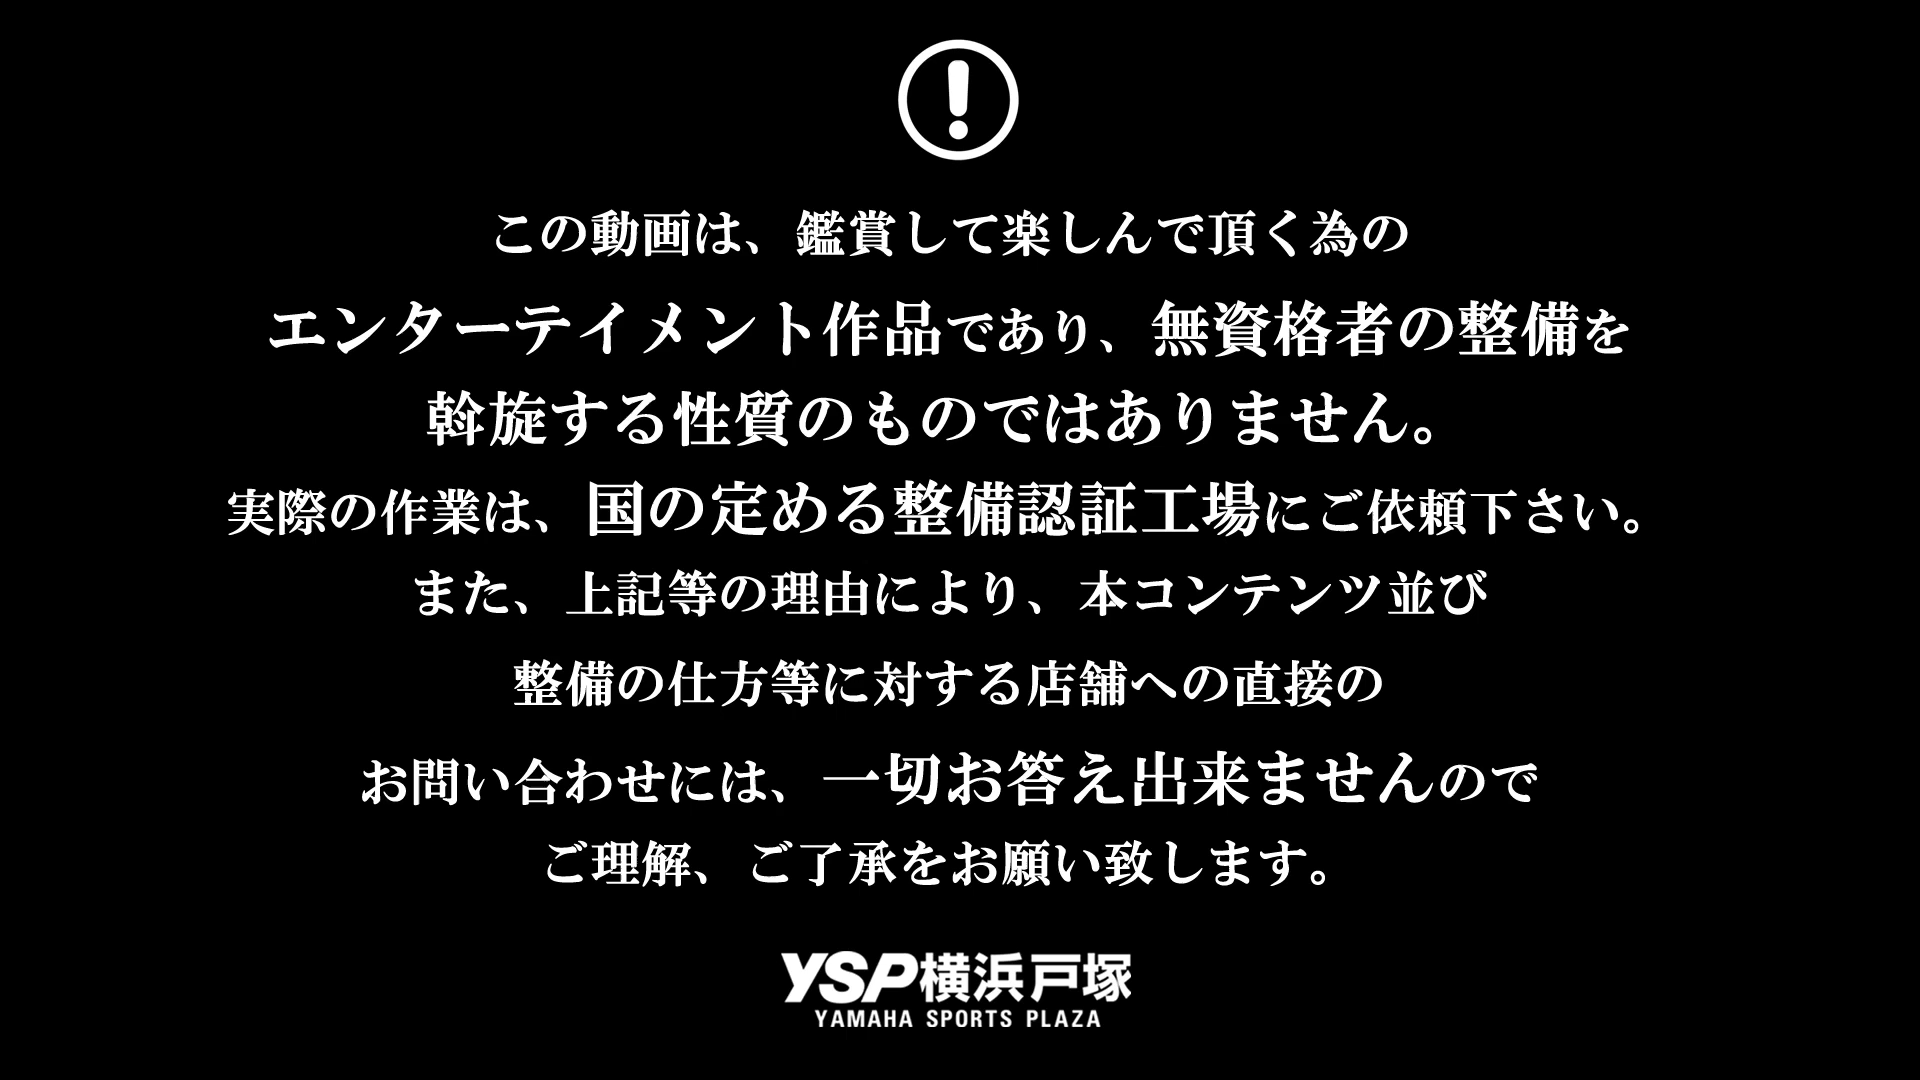 この動画は、鑑賞して楽しんで頂く為の
エンターテイメント作品であり、無資格者の整備を
斡旋する性質のものではありません。
実際の作業は、国の定める整備認証工場にご依頼下さい。
また、上記等の理由により、本コンテンツ並び
整備の仕方等に対する店舗への直接の
お問い合わせには、一切お答え出来ませんので
ご理解、ご了承をお願い致します。
YSP横浜戸塚
YAMAHA SPORTS PLAZA